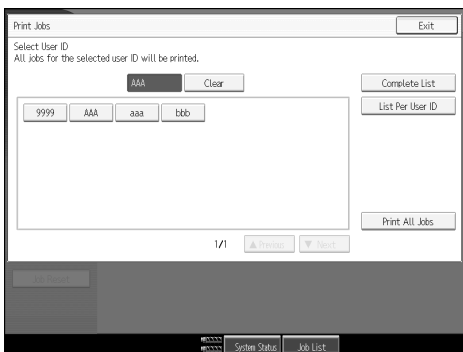 Print Jobs
Exit
Select User ID
All jobs for the selected user ID will be printed.
AAA
Clear
Complete List
9999
AAA
aaa
bbb
List Per User ID
Print All Jobs
1/1
▲ Previous
▼ Next
Job Reset
System Status
Job List